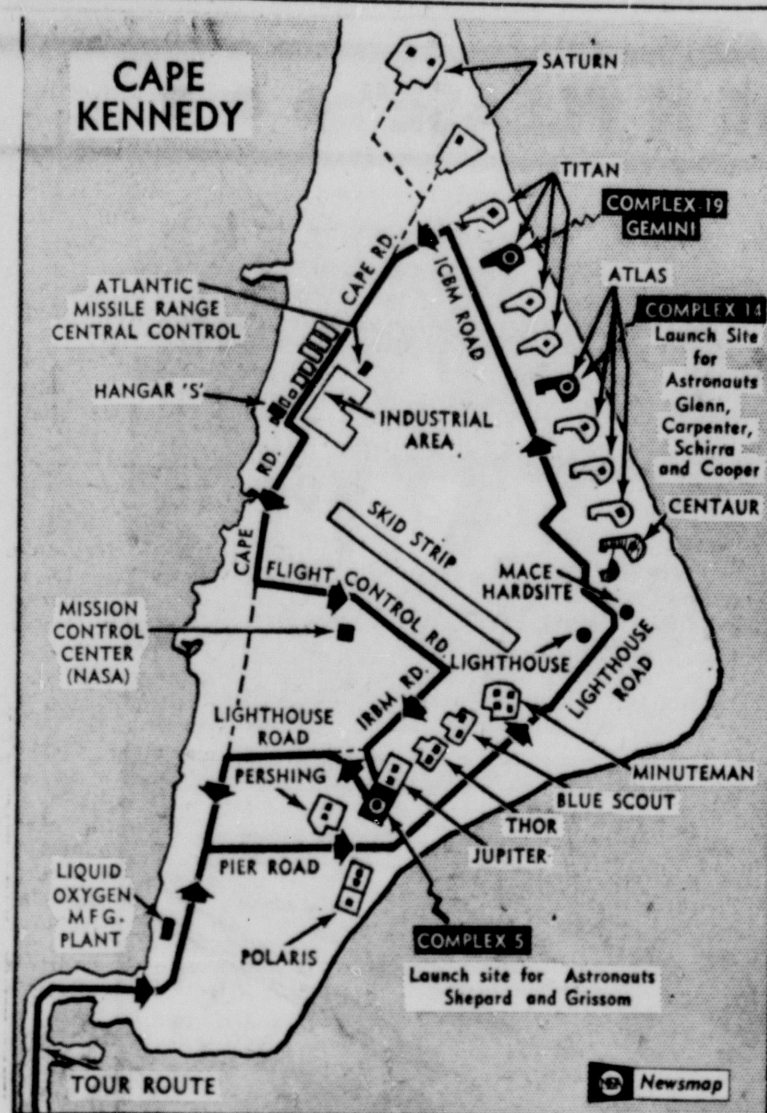 CAPE
KENNEDY
SATURN
TITAN
COMPLEX 19
GEMINI
ATLAS
COMPLEX 14
Launch Site
for
Astronauts
Glenn,
Carpenter,
Schirra
and Cooper
CENTAUR
ATLANTIC
MISSILE RANGE
CENTRAL CONTROL
CAPE RD.
ICBM ROAD
HANGAR 'S'
INDUSTRIAL
AREA
CAPE RD.
SKID STRIP
FLIGHT CONTROL RD.
MACE
HARDSITE
MISSION
CONTROL
CENTER
(NASA)
LIGHTHOUSE
LIGHTHOUSE
ROAD
IRBM RD.
LIGHTHOUSE
ROAD
PERSHING
MINUTEMAN
BLUE SCOUT
THOR
JUPITER
PIER ROAD
LIQUID
OXYGEN
MFG.
PLANT
POLARIS
COMPLEX 5
Launch site for Astronauts
Shepard and Grissom
TOUR ROUTE
NEA Newsmap